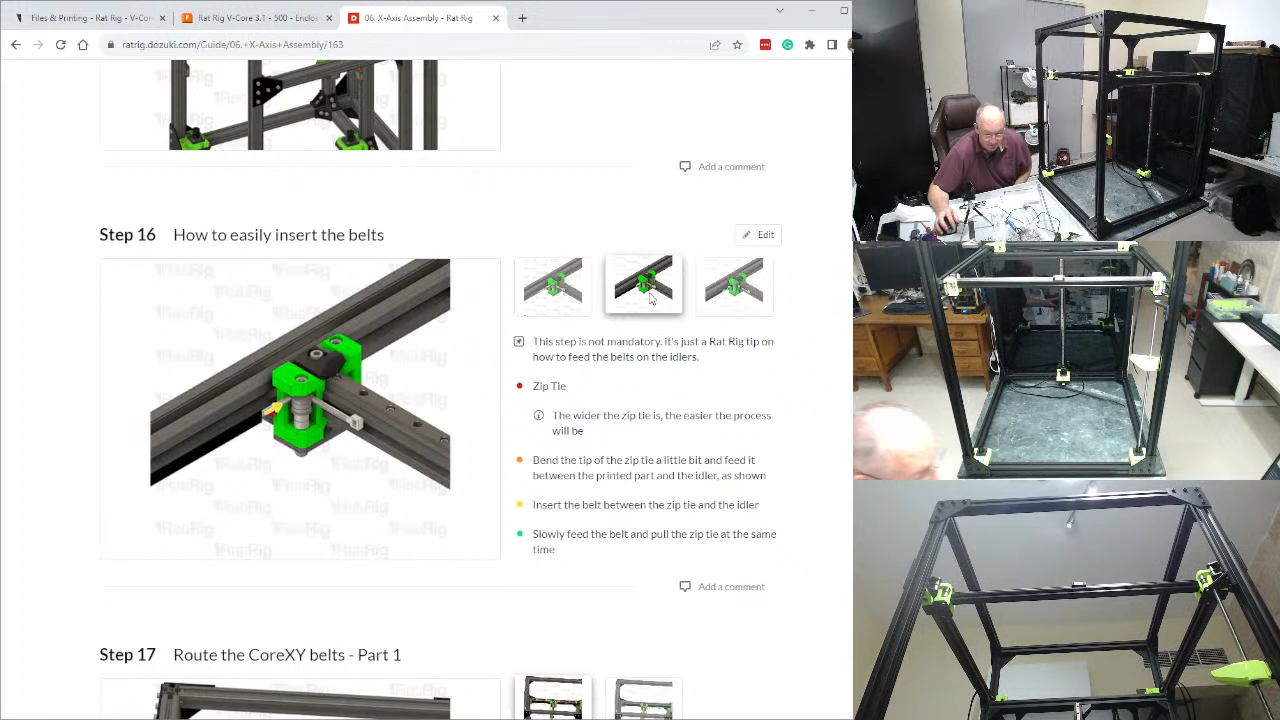 Files & Printing - Rat Rig - V-Co
Rat Rig V-Core 3.1 - 500 - Enclos
06. X-Axis Assembly - Rat Rig
ratrig.dozuki.com/Guide/06.+X-Axis+Assembly/163
Add a comment
Step 16 How to easily insert the belts
Edit
This step is not mandatory, it's just a Rat Rig tip on
how to feed the belts on the idlers.
Zip Tie
The wider the zip tie is, the easier the process
will be
Bend the tip of the zip tie a little bit and feed it
between the printed part and the idler, as shown
Insert the belt between the zip tie and the idler
Slowly feed the belt and pull the zip tie at the same
time
Add a comment
Step 17 Route the CoreXY belts - Part 1